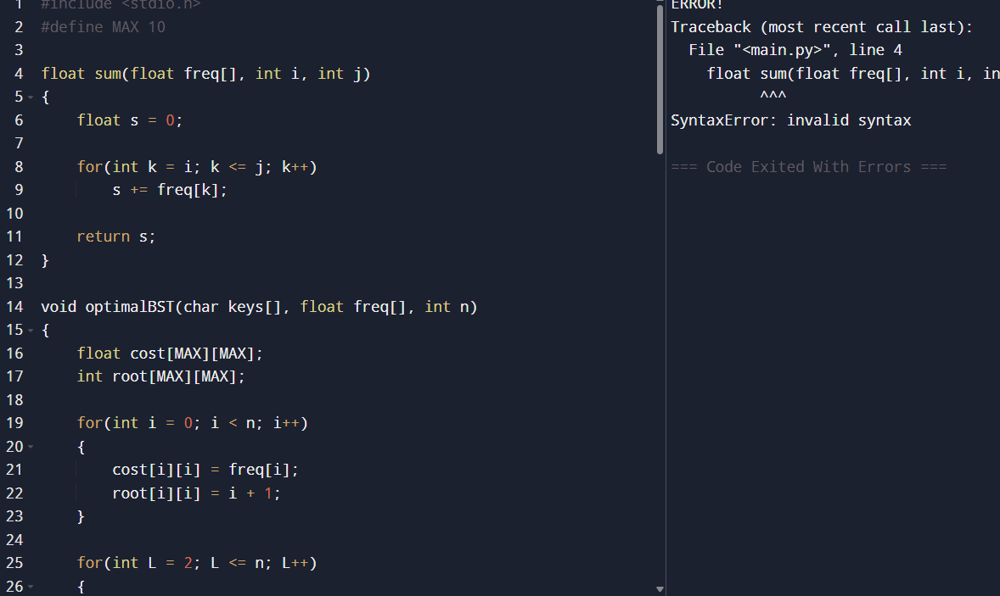 1 #include <stdio.h>
2 #define MAX 10
3
4 float sum(float freq[], int i, int j)
5 {
6     float s = 0;
7
8     for(int k = i; k <= j; k++)
9         s += freq[k];
10
11     return s;
12 }
13
14 void optimalBST(char keys[], float freq[], int n)
15 {
16     float cost[MAX][MAX];
17     int root[MAX][MAX];
18
19     for(int i = 0; i < n; i++)
20     {
21         cost[i][i] = freq[i];
22         root[i][i] = i + 1;
23     }
24
25     for(int L = 2; L <= n; L++)
26     {
ERROR!
Traceback (most recent call last):
  File "<main.py>", line 4
    float sum(float freq[], int i, in
          ^^^
SyntaxError: invalid syntax

=== Code Exited With Errors ===